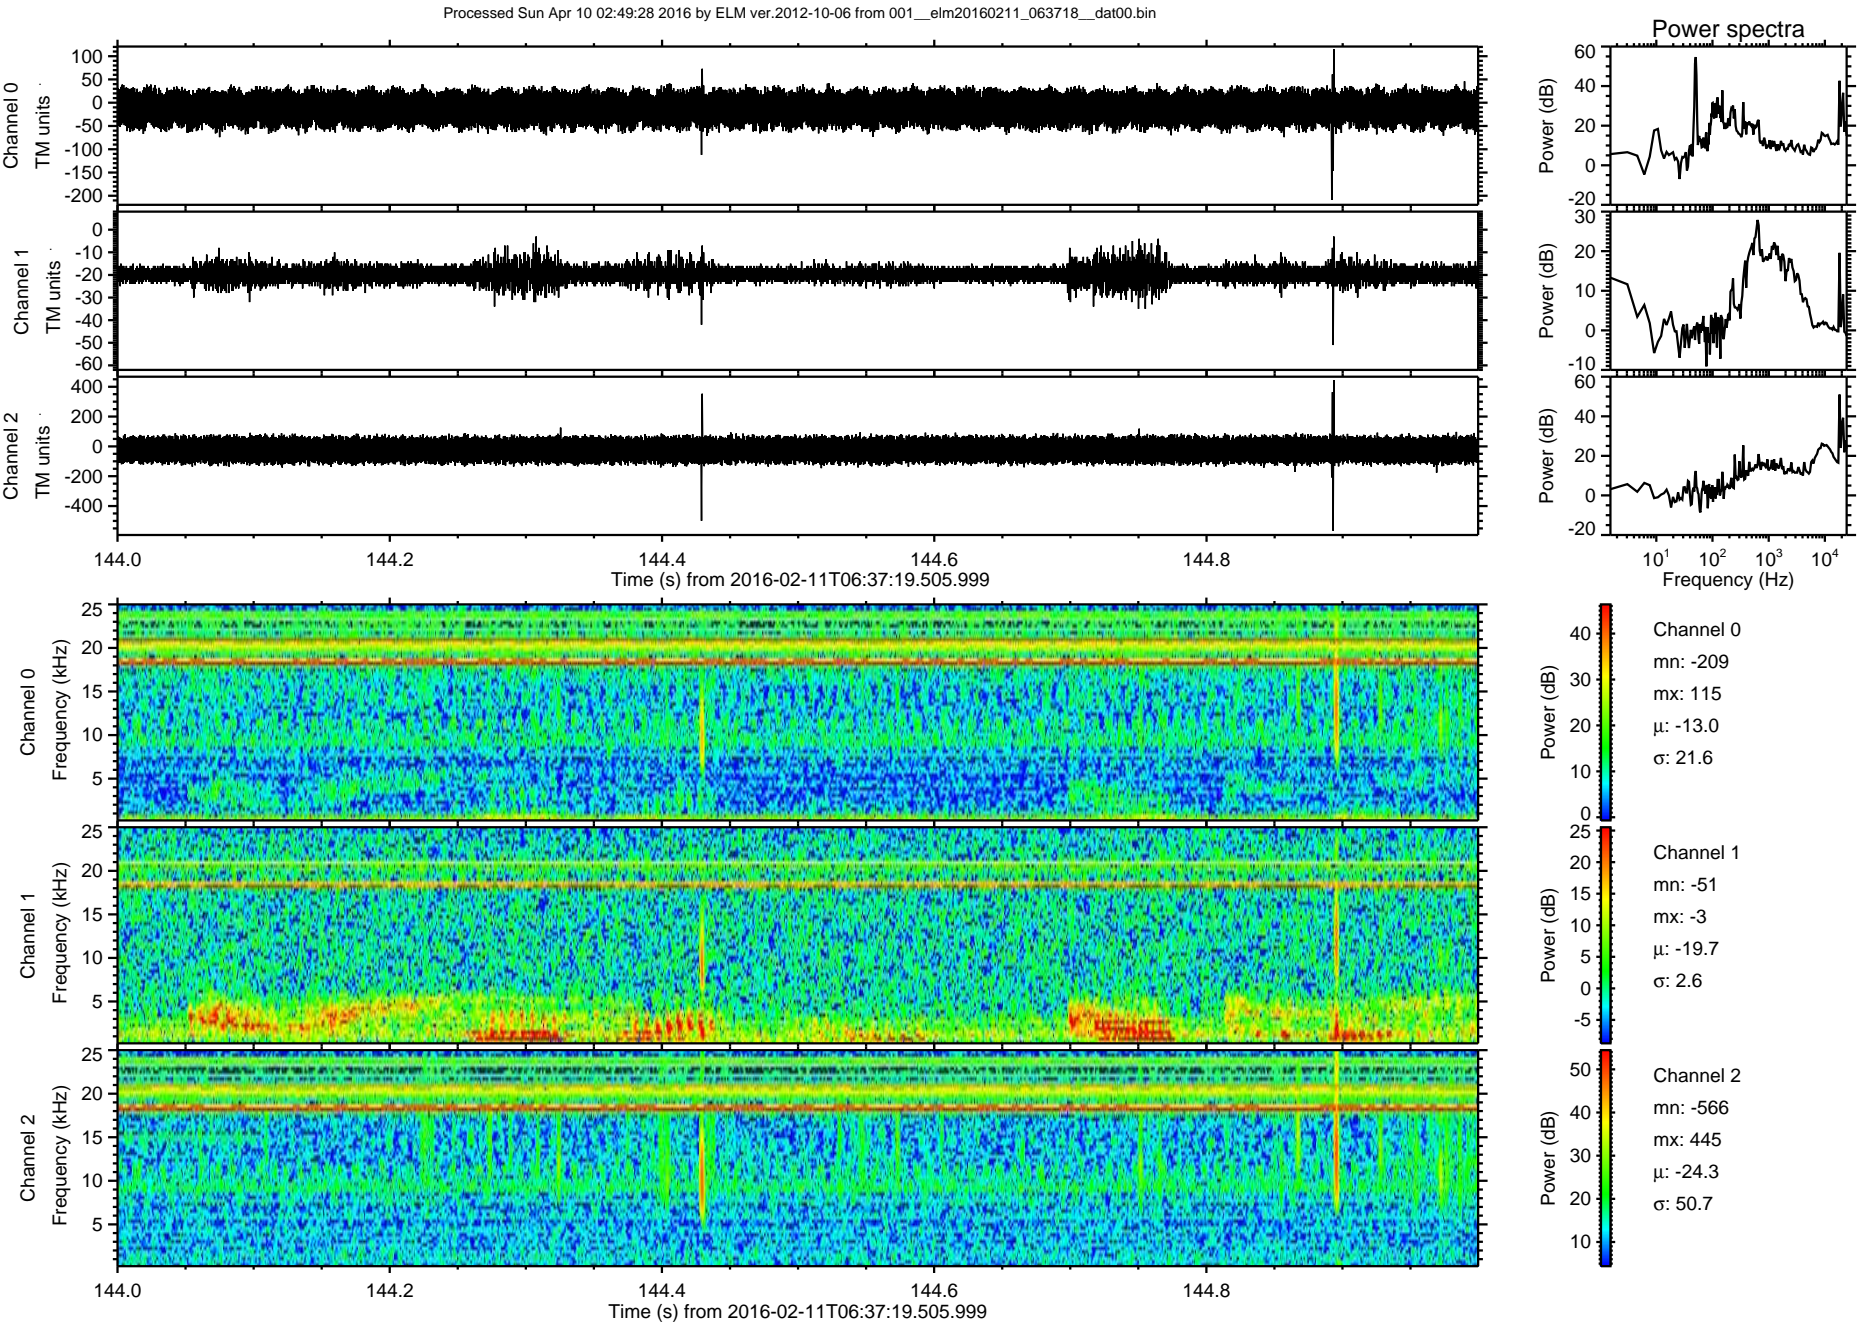 Processed Sun Apr 10 02:49:28 2016 by ELM ver.2012-10-06 from 001__elm20160211_063718__dat00.bin
Power spectra
Channel 0
TM units
100
50
0
-50
-100
-150
-200
Power (dB)
60
40
20
0
-20
Channel 1
TM units
0
-10
-20
-30
-40
-50
-60
Power (dB)
30
20
10
0
-10
Channel 2
TM units
400
200
0
-200
-400
Power (dB)
60
40
20
0
-20
144.0 144.2 144.4 144.6 144.8
Time (s) from 2016-02-11T06:37:19.505.999
10^1 10^2 10^3 10^4
Frequency (Hz)
Channel 0
Frequency (kHz)
25
20
15
10
5
Power (dB)
40
30
20
10
0
Channel 0
mn: -209
mx: 115
µ: -13.0
σ: 21.6
Channel 1
Frequency (kHz)
25
20
15
10
5
Power (dB)
25
20
15
10
5
0
-5
Channel 1
mn: -51
mx: -3
µ: -19.7
σ: 2.6
Channel 2
Frequency (kHz)
25
20
15
10
5
Power (dB)
50
40
30
20
10
Channel 2
mn: -566
mx: 445
µ: -24.3
σ: 50.7
144.0 144.2 144.4 144.6 144.8
Time (s) from 2016-02-11T06:37:19.505.999